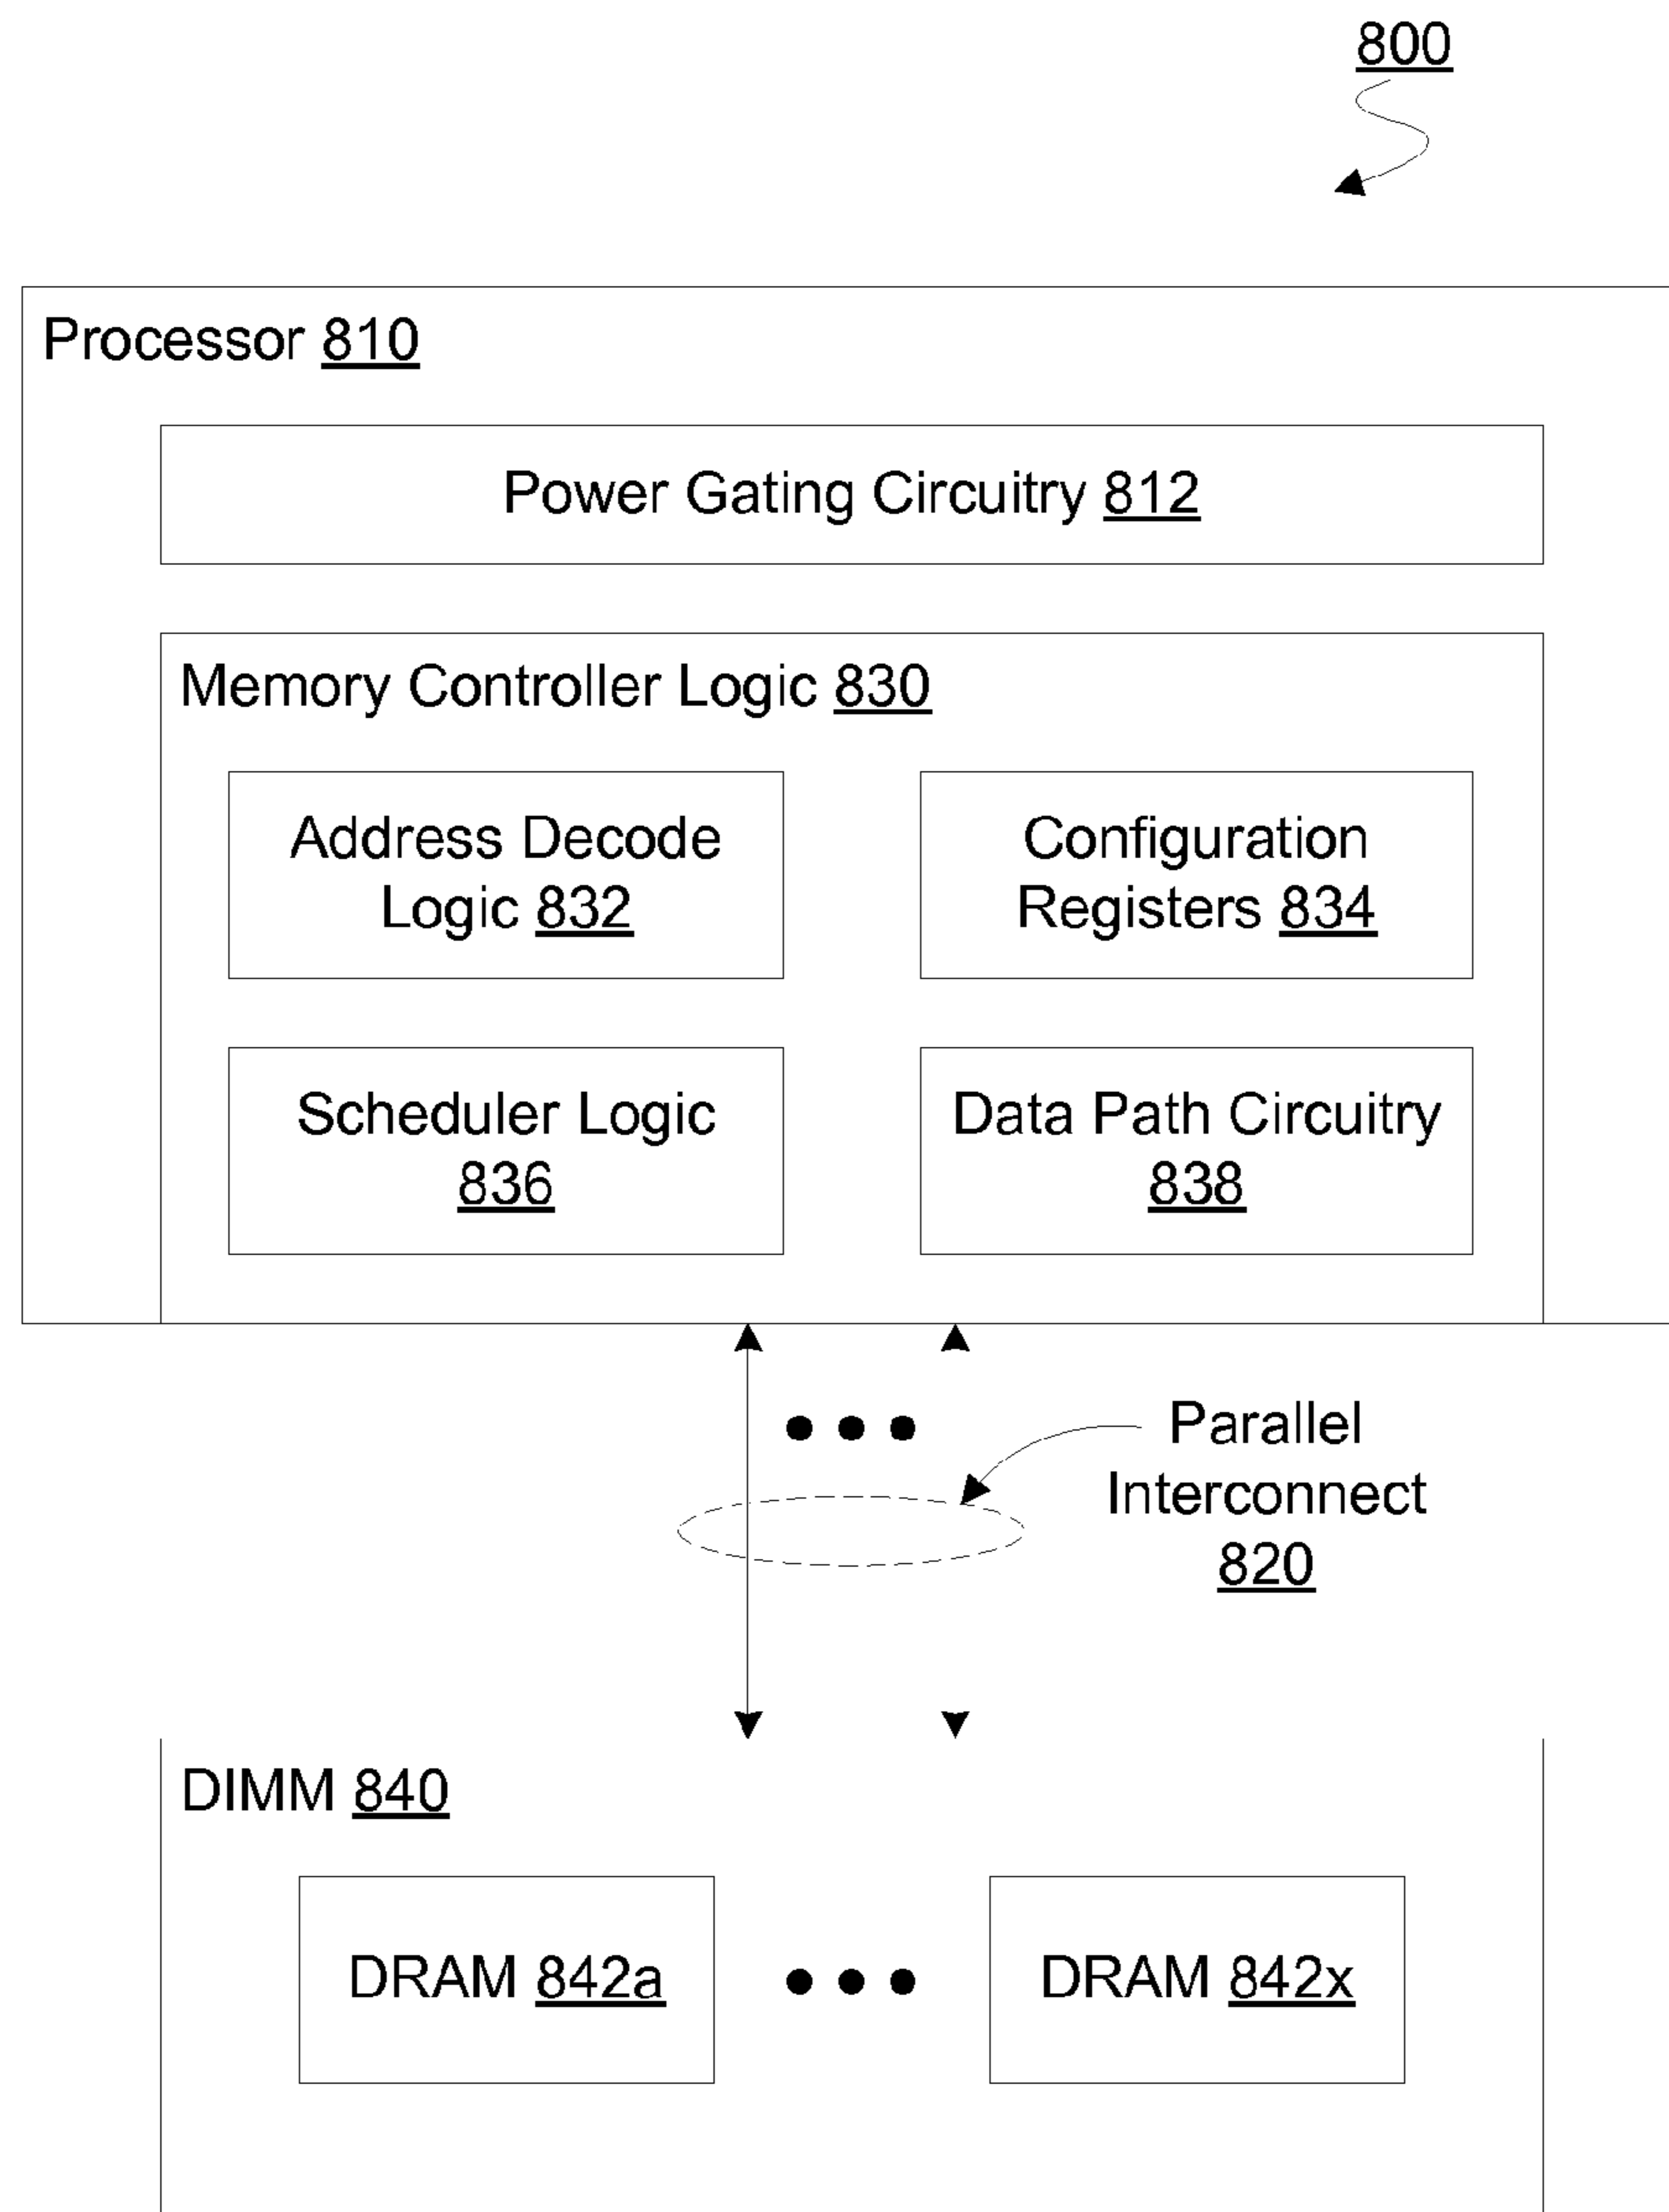 800
Processor 810
Power Gating Circuitry 812
Memory Controller Logic 830
Address Decode
Logic 832
Configuration
Registers 834
Scheduler Logic
836
Data Path Circuitry
838
Parallel
Interconnect
820
DIMM 840
DRAM 842a
DRAM 842x